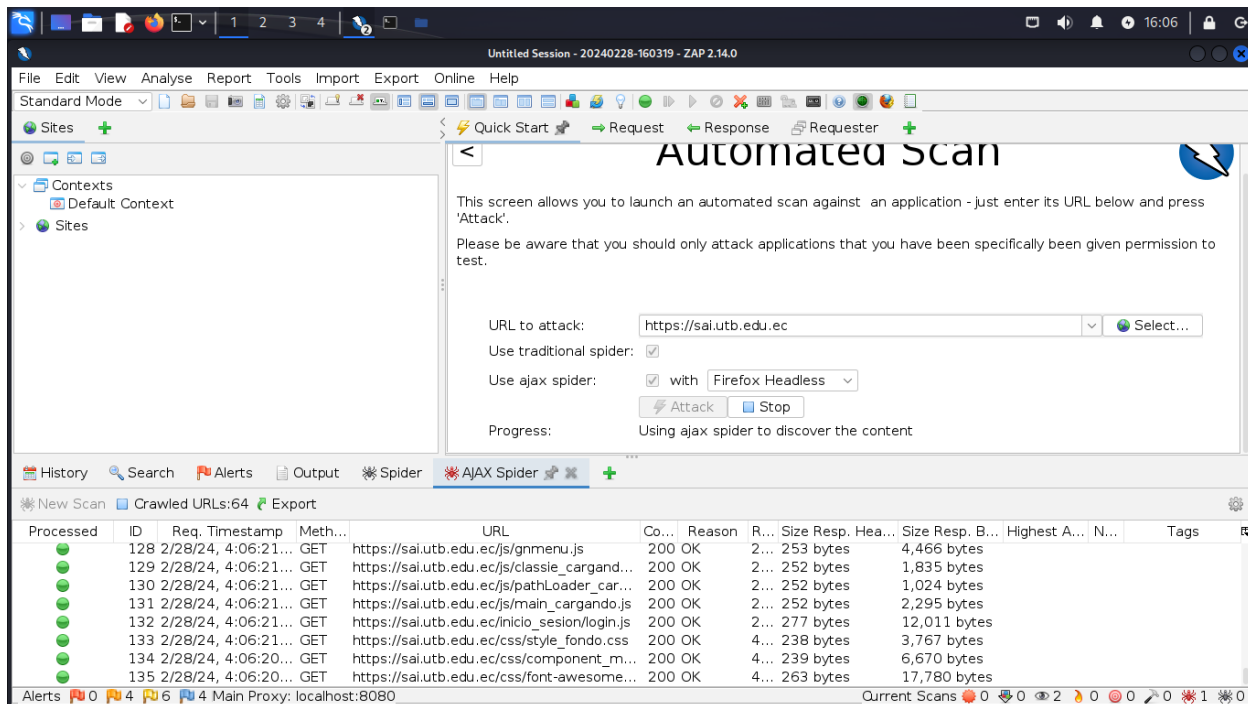 1 2 3 4 16:06
Untitled Session - 20240228-160319 - ZAP 2.14.0
File Edit View Analyse Report Tools Import Export Online Help
Standard Mode
Sites
Quick Start Request Response Requester
Automated Scan
<
Contexts
Default Context
Sites
This screen allows you to launch an automated scan against an application - just enter its URL below and press
'Attack'.
Please be aware that you should only attack applications that you have been specifically been given permission to
test.
URL to attack: https://sai.utb.edu.ec Select...
Use traditional spider:
Use ajax spider: with Firefox Headless
Attack Stop
Progress: Using ajax spider to discover the content
History Search Alerts Output Spider AJAX Spider
New Scan Crawled URLs:64 Export
Processed ID Req. Timestamp Meth... URL Co... Reason R... Size Resp. Hea... Size Resp. B... Highest A... N... Tags
128 2/28/24, 4:06:21... GET https://sai.utb.edu.ec/js/gnmenu.js 200 OK 2... 253 bytes 4,466 bytes
129 2/28/24, 4:06:21... GET https://sai.utb.edu.ec/js/classie_cargand... 200 OK 2... 252 bytes 1,835 bytes
130 2/28/24, 4:06:21... GET https://sai.utb.edu.ec/js/pathLoader_car... 200 OK 2... 252 bytes 1,024 bytes
131 2/28/24, 4:06:21... GET https://sai.utb.edu.ec/js/main_cargando.js 200 OK 2... 252 bytes 2,295 bytes
132 2/28/24, 4:06:21... GET https://sai.utb.edu.ec/inicio_sesion/login.js 200 OK 2... 277 bytes 12,011 bytes
133 2/28/24, 4:06:21... GET https://sai.utb.edu.ec/css/style_fondo.css 200 OK 4... 238 bytes 3,767 bytes
134 2/28/24, 4:06:20... GET https://sai.utb.edu.ec/css/component_m... 200 OK 4... 239 bytes 6,670 bytes
135 2/28/24, 4:06:20... GET https://sai.utb.edu.ec/css/font-awesome... 200 OK 4... 263 bytes 17,780 bytes
Alerts 0 4 6 4 Main Proxy: localhost:8080 Current Scans 0 0 2 0 0 0 1 0